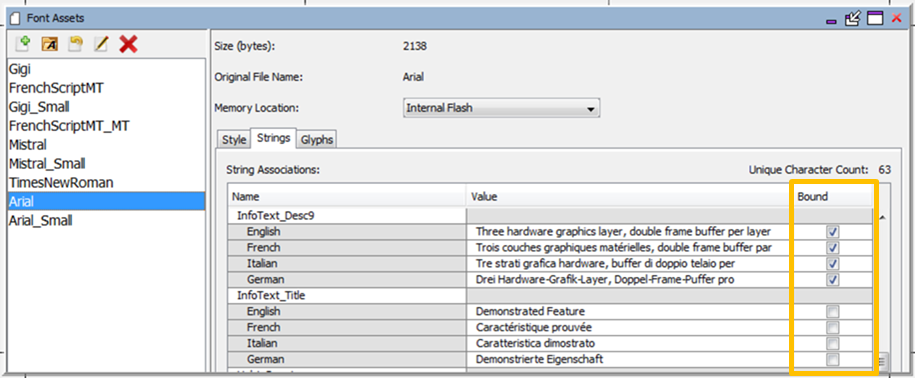 Font Assets
Gigi
FrenchScriptMT
Gigi_Small
FrenchScriptMT_MT
Mistral
Mistral_Small
TimesNewRoman
Arial
Arial_Small
Size (bytes): 2138
Original File Name: Arial
Memory Location: Internal Flash
Style Strings Glyphs
String Associations: Unique Character Count: 63
Name Value Bound
InfoText_Desc9
English Three hardware graphics layer, double frame buffer per layer
French Trois couches graphiques matérielles, double frame buffer par
Italian Tre strati grafica hardware, buffer di doppio telaio per
German Drei Hardware-Grafik-Layer, Doppel-Frame-Puffer pro
InfoText_Title
English Demonstrated Feature
French Caractéristique prouvée
Italian Caratteristica dimostrato
German Demonstrierte Eigenschaft